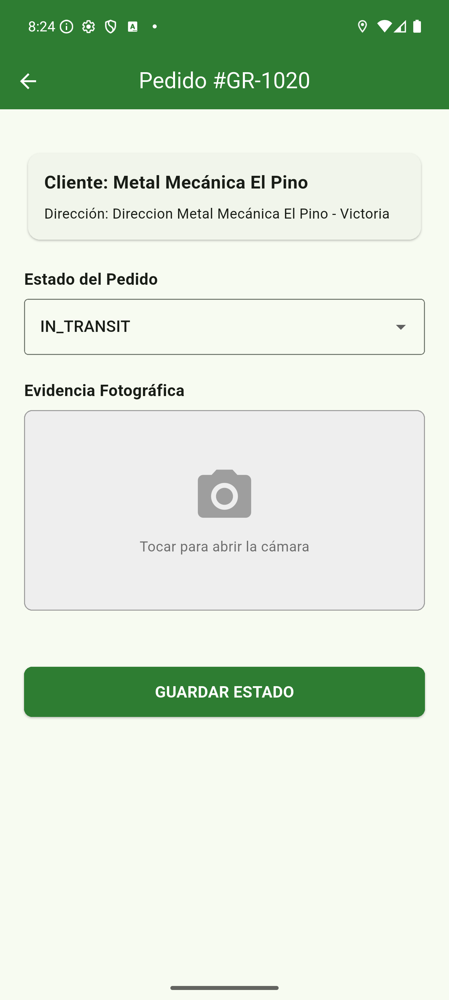 8:24
Pedido #GR-1020
Cliente: Metal Mecánica El Pino
Dirección: Direccion Metal Mecánica El Pino - Victoria
Estado del Pedido
IN_TRANSIT
Evidencia Fotográfica
Tocar para abrir la cámara
GUARDAR ESTADO